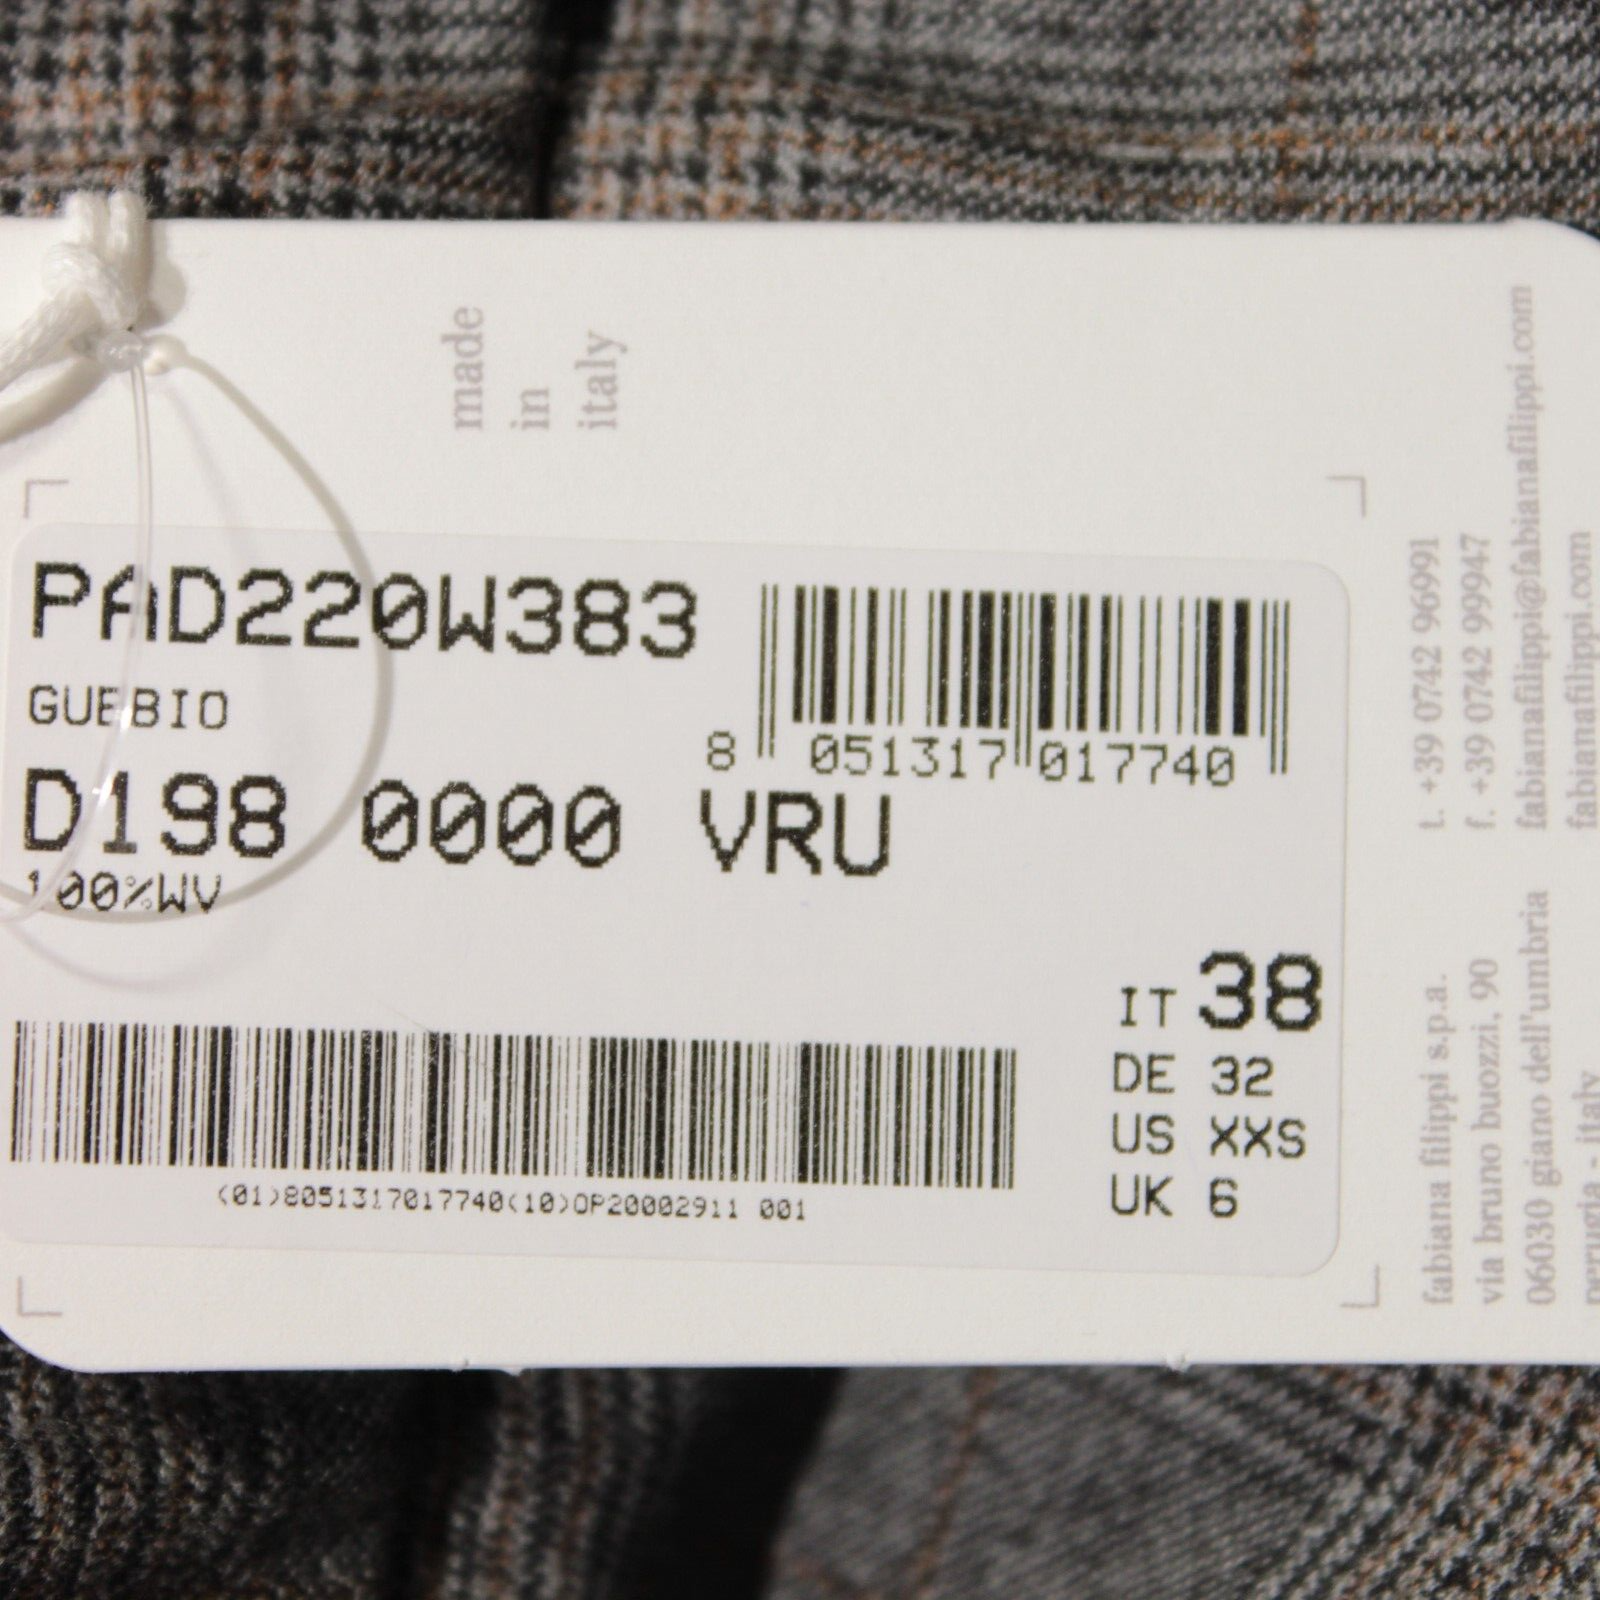 made
in
italy
PAD220W383
GUBBIO
8 051317 017740
D198 0000 VRU
100%WV
IT 38
DE 32
US XXS
UK 6
(01)8051317017740(10)OP20002911 001
t. +39 0742 96991
f. +39 0742 99947
fabianafilippi@fabianafilippi.com
fabianafilippi.com
fabiana filippi s.p.a.
via bruno buozzi, 90
06030 giano dell'umbria
perugia - italy